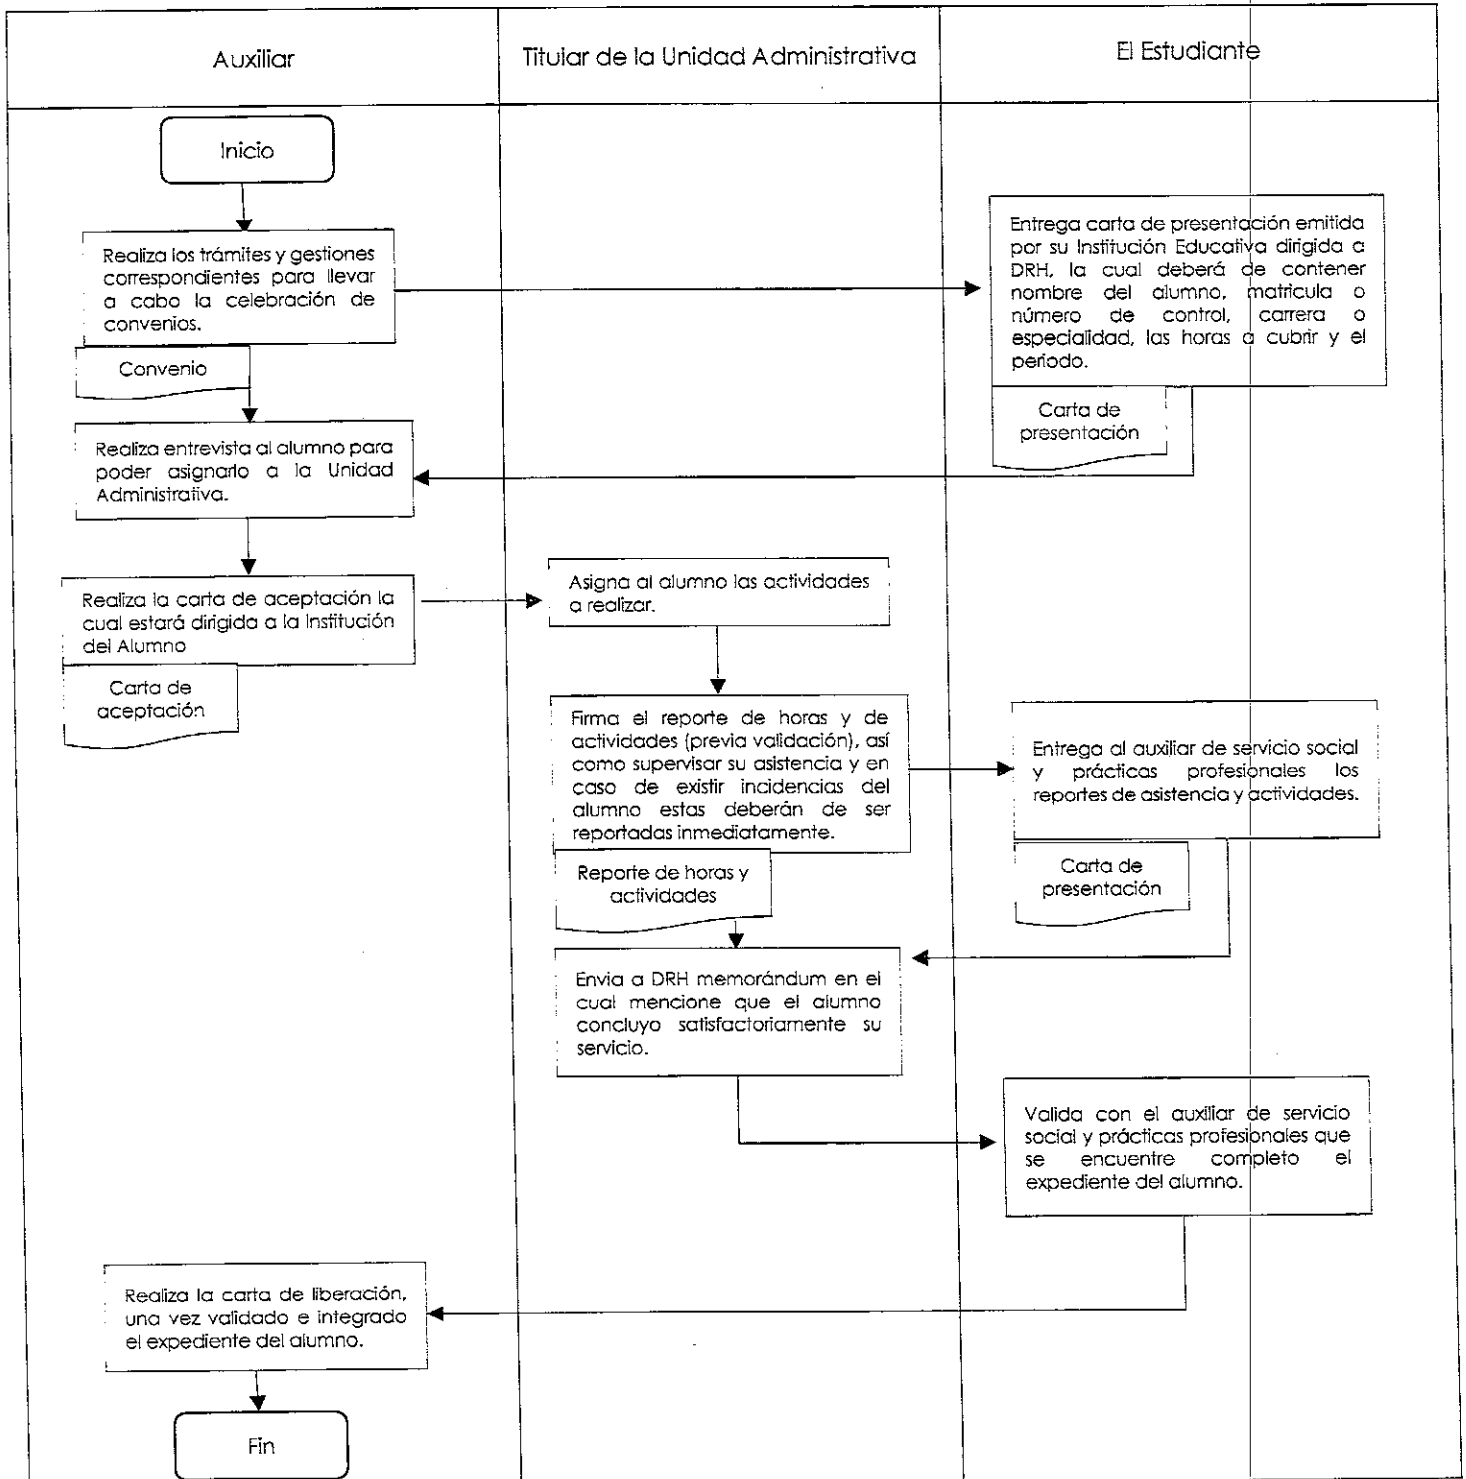 Auxiliar
Titular de la Unidad Administrativa
El Estudiante
Inicio
Realiza los trámites y gestiones
correspondientes para llevar
a cabo la celebración de
convenios.
Convenio
Entrega carta de presentación emitida
por su Institución Educativa dirigida a
DRH, la cual deberá de contener
nombre del alumno, matricula o
número de control, carrera o
especialidad, las horas a cubrir y el
periodo.
Carta de
presentación
Realiza entrevista al alumno para
poder asignarlo a la Unidad
Administrativa.
Realiza la carta de aceptación la
cual estará dirigida a la Institución
del Alumno
Carta de
aceptación
Asigna al alumno las actividades
a realizar.
Firma el reporte de horas y de
actividades (previa validación), así
como supervisar su asistencia y en
caso de existir incidencias del
alumno estas deberán de ser
reportadas inmediatamente.
Reporte de horas y
actividades
Entrega al auxiliar de servicio social
y prácticas profesionales los
reportes de asistencia y actividades.
Carta de
presentación
Envia a DRH memorándum en el
cual mencione que el alumno
concluyo satisfactoriamente su
servicio.
Valida con el auxiliar de servicio
social y prácticas profesionales que
se encuentre completo el
expediente del alumno.
Realiza la carta de liberación,
una vez validado e integrado
el expediente del alumno.
Fin